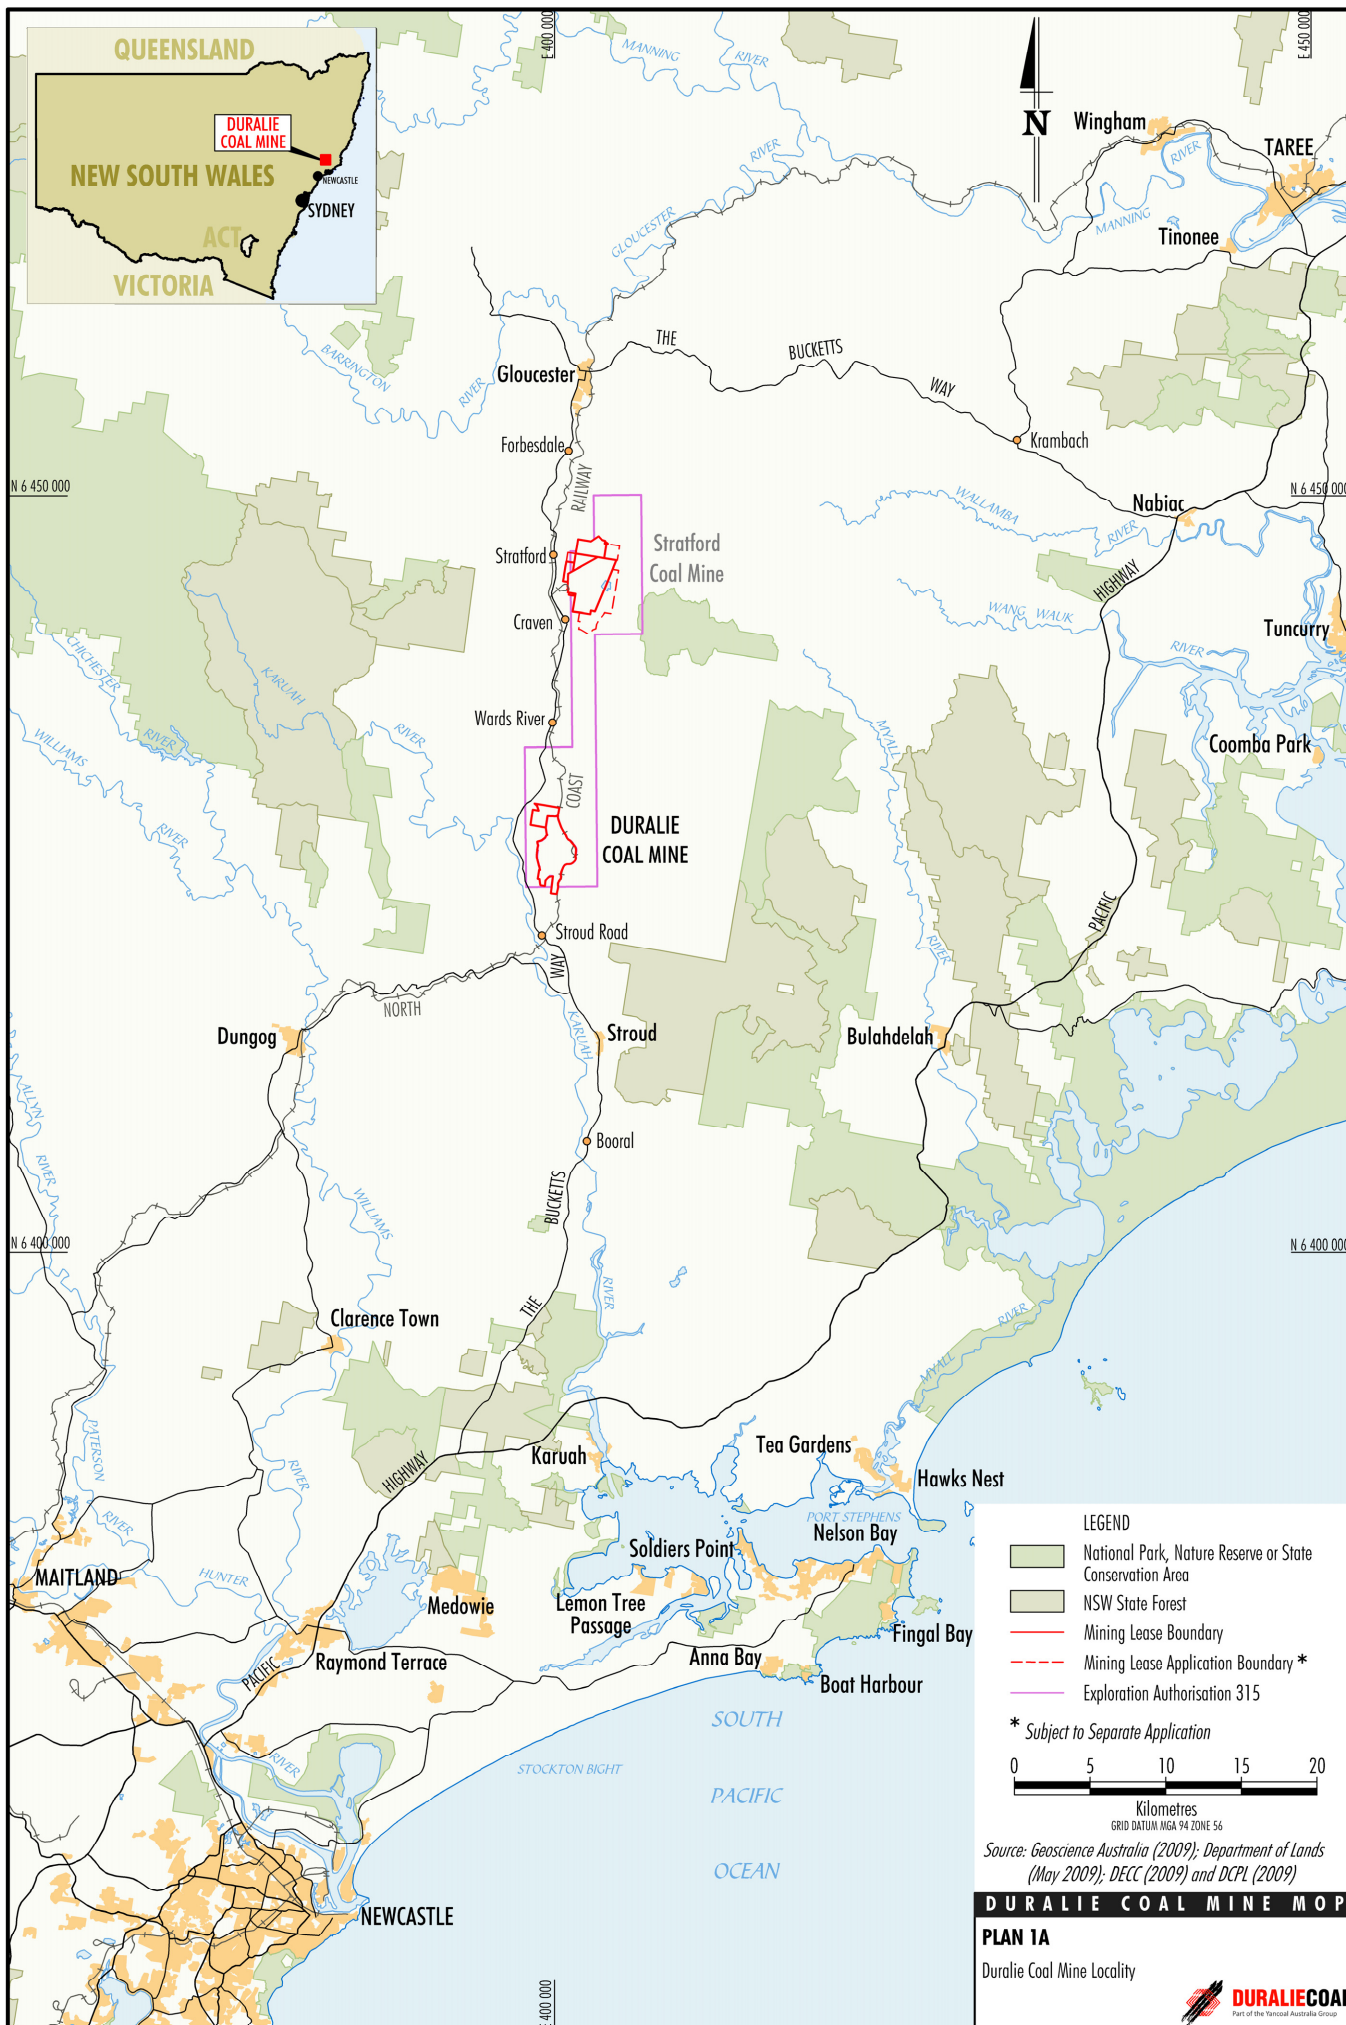 QUEENSLAND
DURALIE
COAL MINE
NEW SOUTH WALES
NEWCASTLE
SYDNEY
ACT
VICTORIA
E 400 000
E 450 000
MANNING
RIVER
N
Wingham
RIVER
TAREE
MANNING
Tinonee
RIVER
GLOUCESTER
THE
BUCKETTS
WAY
BARRINGTON
RIVER
Gloucester
Krambach
Forbesdale
RAILWAY
N 6 450 000
N 6 450 000
WALLAMBA
RIVER
Nabiac
Stratford
Stratford
Coal Mine
HIGHWAY
WANG WAUK
RIVER
Craven
Tuncurry
CHICHESTER
RIVER
KARUAH
RIVER
WILLIAMS
RIVER
Wards River
MYALL
RIVER
Coomba Park
COAST
DURALIE
COAL MINE
PACIFIC
Stroud Road
WAY
NORTH
Dungog
KARUAH
Stroud
Bulahdelah
ALLYN
RIVER
Booral
BUCKETTS
WILLIAMS
N 6 400 000
N 6 400 000
RIVER
THE
Clarence Town
RIVER
MYALL
PATERSON
RIVER
RIVER
HIGHWAY
Karuah
Tea Gardens
Hawks Nest
PORT STEPHENS
Nelson Bay
Soldiers Point
MAITLAND
HUNTER
Medowie
Lemon Tree
Passage
Fingal Bay
Anna Bay
Boat Harbour
PACIFIC
Raymond Terrace
RIVER
SOUTH
STOCKTON BIGHT
PACIFIC
OCEAN
NEWCASTLE
E 400 000
LEGEND
National Park, Nature Reserve or State
Conservation Area
NSW State Forest
Mining Lease Boundary
Mining Lease Application Boundary *
Exploration Authorisation 315
* Subject to Separate Application
0 5 10 15 20
Kilometres
GRID DATUM MGA 94 ZONE 56
Source: Geoscience Australia (2009); Department of Lands
(May 2009); DECC (2009) and DCPL (2009)
DURALIE COAL MINE MOP
PLAN 1A
Duralie Coal Mine Locality
DURALIECOAL
Part of the Yancoal Australia Group